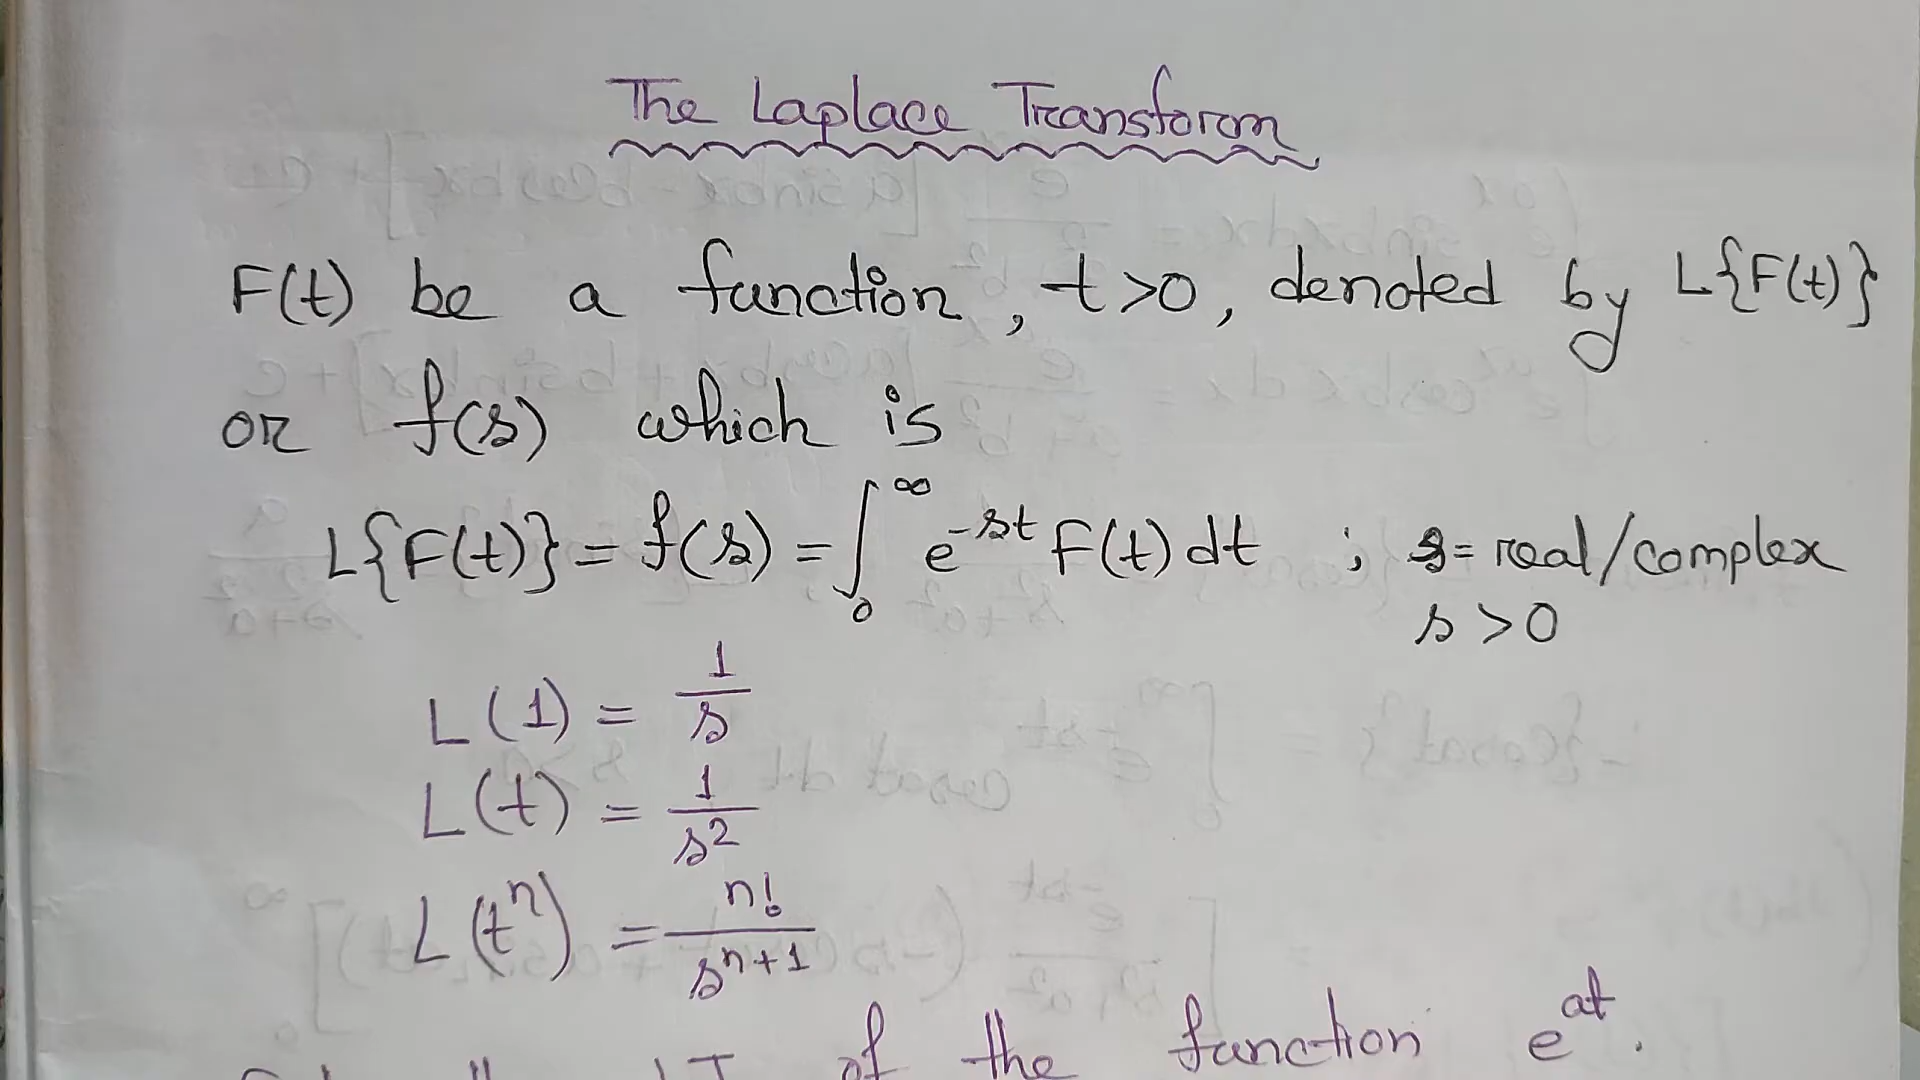 The Laplace Transform
F(t) be a function, t>0, denoted by L{F(t)}
or f(s) which is
L{F(t)} = f(s) = ∫₀^∞ e^{-st} F(t) dt ; s = real/complex
s > 0
L(1) = 1/s
L(t) = 1/s²
L(tⁿ) = n!/s^{n+1}
of the function e^{at}.